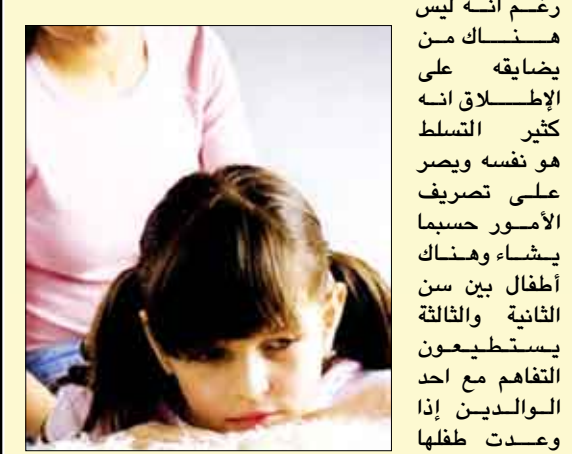 رغم انه ليس
هناك من
يضايقه على
الإطلاق انه
كثير التسلط
هو نفسه ويصر
على تصريف
الأمور حسبما
يشاء وهناك
أطفال بين سن
الثانية والثالثة
يستطيعون
التفاهم مع احد
الوالدين إذا
وعدت طفلها